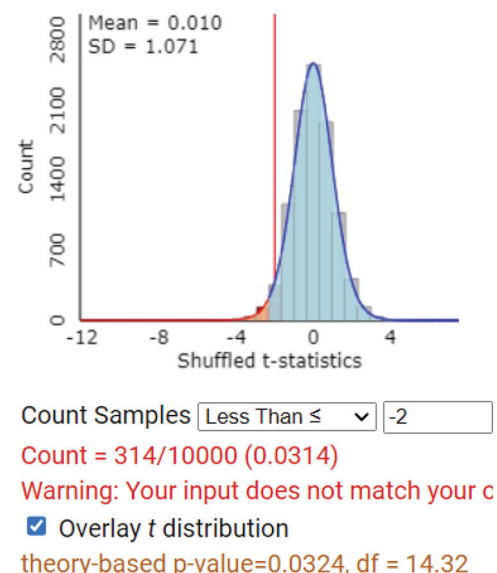 Mean = 0.010
SD = 1.071
2800
2100
1400
700
0
Count
-12 -8 -4 0 4
Shuffled t-statistics
Count Samples Less Than ≤ -2
Count = 314/10000 (0.0314)
Warning: Your input does not match your
Overlay t distribution
theory-based p-value=0.0324, df = 14.32